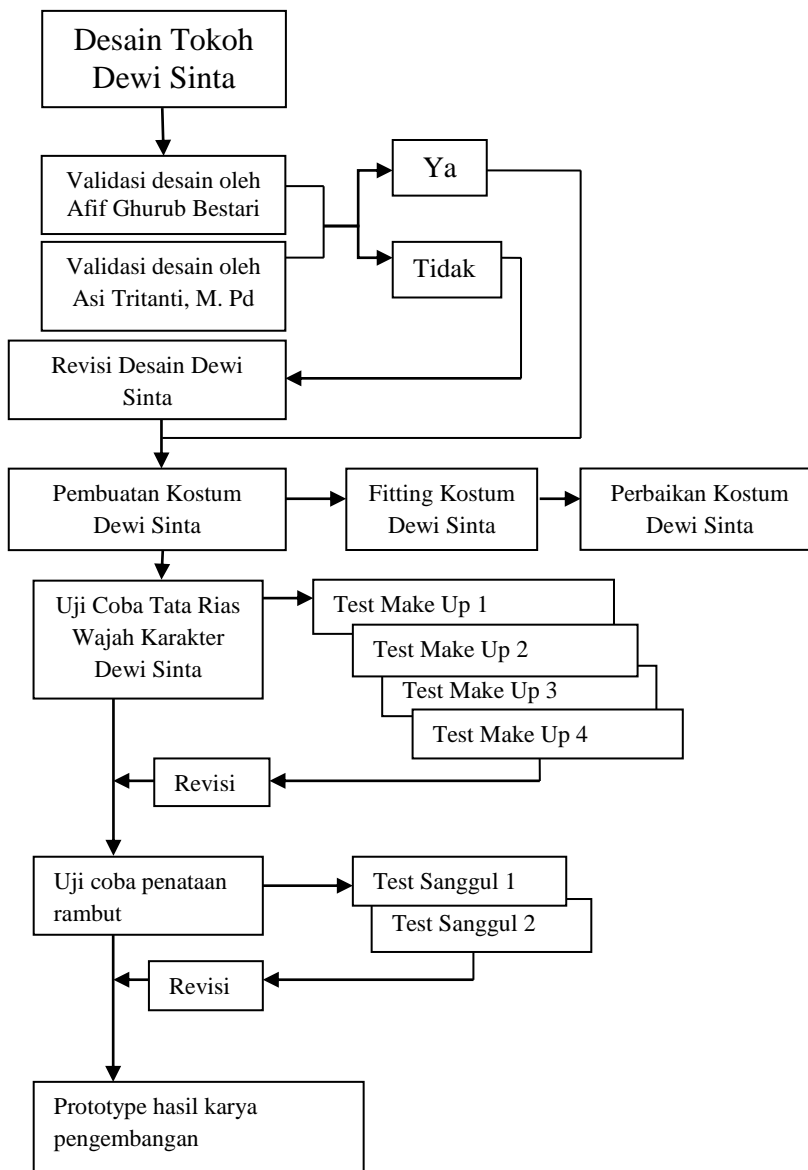 Desain Tokoh
Dewi Sinta
Validasi desain oleh
Afif Ghurub Bestari
Ya
Validasi desain oleh
Asi Tritanti, M. Pd
Tidak
Revisi Desain Dewi
Sinta
Pembuatan Kostum
Dewi Sinta
Fitting Kostum
Dewi Sinta
Perbaikan Kostum
Dewi Sinta
Uji Coba Tata Rias
Wajah Karakter
Dewi Sinta
Test Make Up 1
Test Make Up 2
Test Make Up 3
Test Make Up 4
Revisi
Uji coba penataan
rambut
Test Sanggul 1
Test Sanggul 2
Revisi
Prototype hasil karya
pengembangan